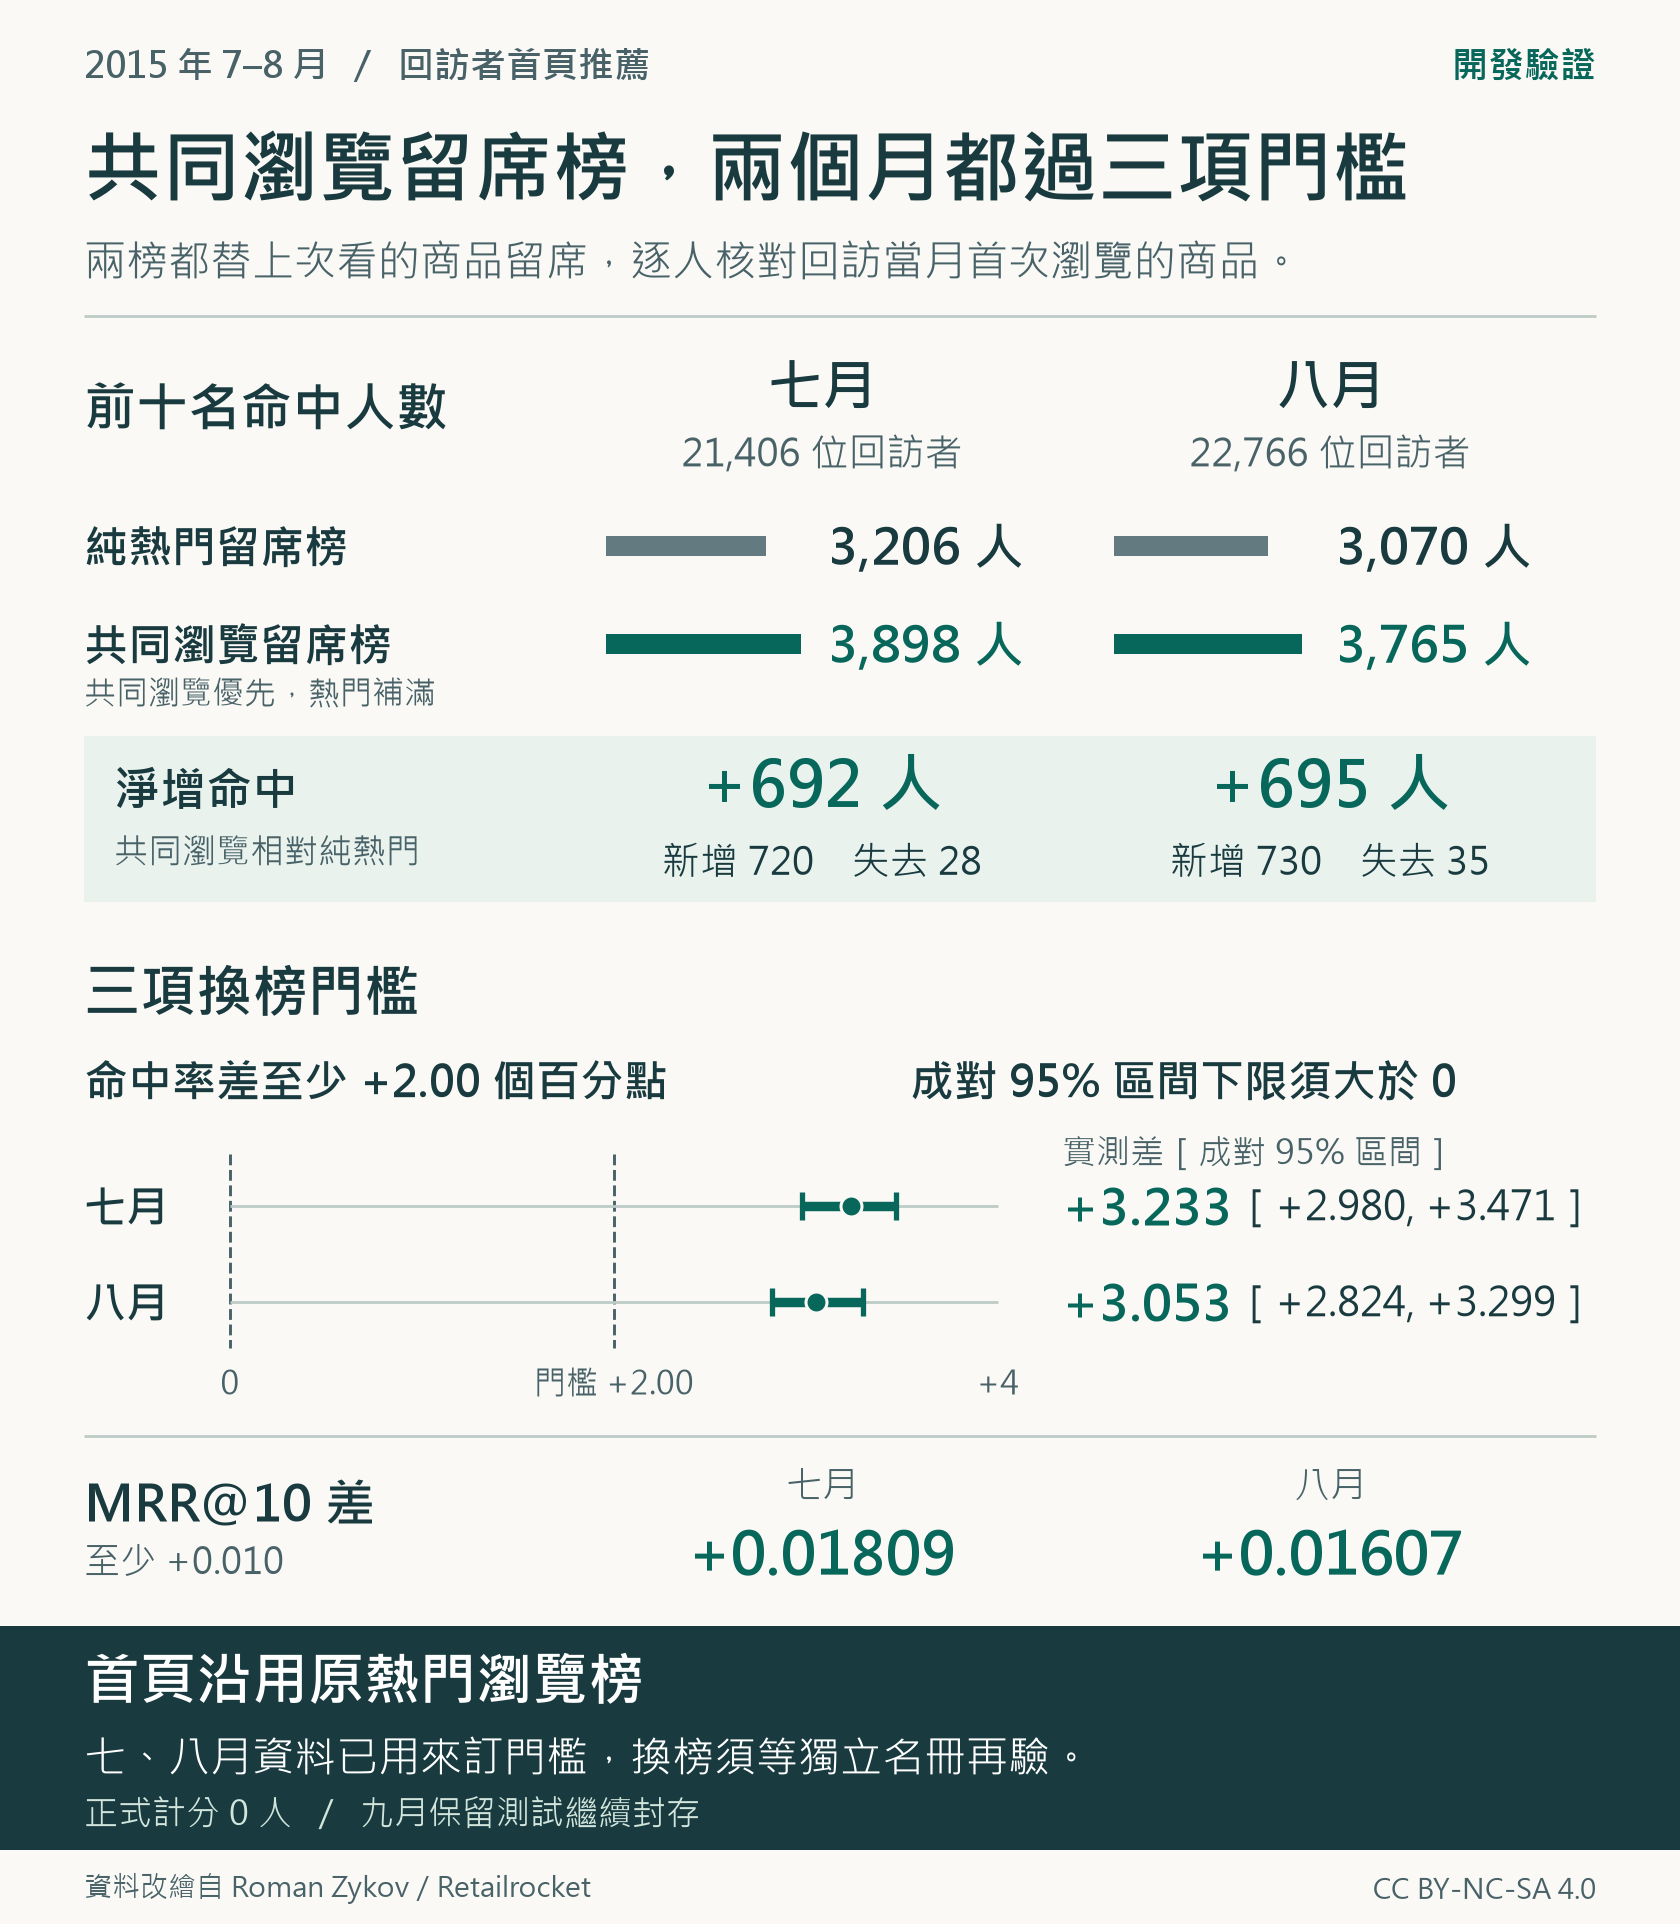 2015 年 7–8 月 / 回訪者首頁推薦
開發驗證
共同瀏覽留席榜，兩個月都過三項門檻
兩榜都替上次看的商品留席，逐人核對回訪當月首次瀏覽的商品。
前十名命中人數
七月
八月
21,406 位回訪者
22,766 位回訪者
純熱門留席榜
3,206 人
3,070 人
共同瀏覽留席榜
3,898 人
3,765 人
共同瀏覽優先，熱門補滿
淨增命中
+692 人
+695 人
共同瀏覽相對純熱門
新增 720 失去 28
新增 730 失去 35
三項換榜門檻
命中率差至少 +2.00 個百分點
成對 95% 區間下限須大於 0
實測差 [ 成對 95% 區間 ]
七月
+3.233 [ +2.980, +3.471 ]
八月
+3.053 [ +2.824, +3.299 ]
0
門檻 +2.00
+4
MRR@10 差
七月
八月
至少 +0.010
+0.01809
+0.01607
首頁沿用原熱門瀏覽榜
七、八月資料已用來訂門檻，換榜須等獨立名冊再驗。
正式計分 0 人 / 九月保留測試繼續封存
資料改繪自 Roman Zykov / Retailrocket
CC BY-NC-SA 4.0